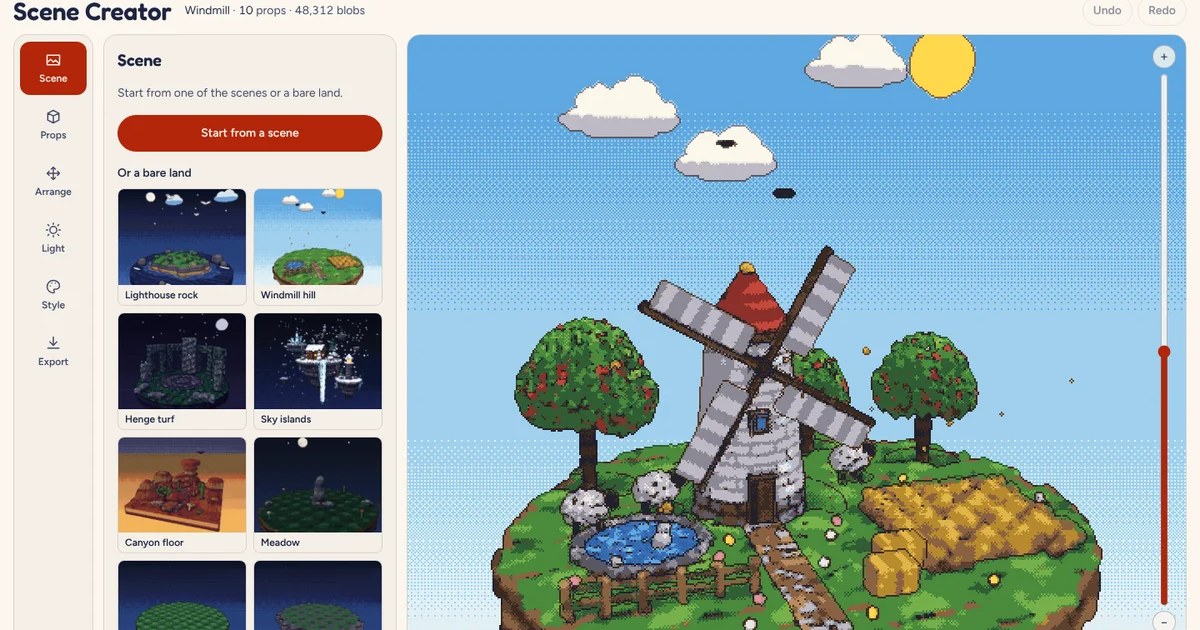 Scene Creator
Windmill · 10 props · 48,312 blobs
Undo
Redo
Scene
Props
Arrange
Light
Style
Export
Scene
Start from one of the scenes or a bare land.
Start from a scene
Or a bare land
Lighthouse rock
Windmill hill
Henge turf
Sky islands
Canyon floor
Meadow
+
−